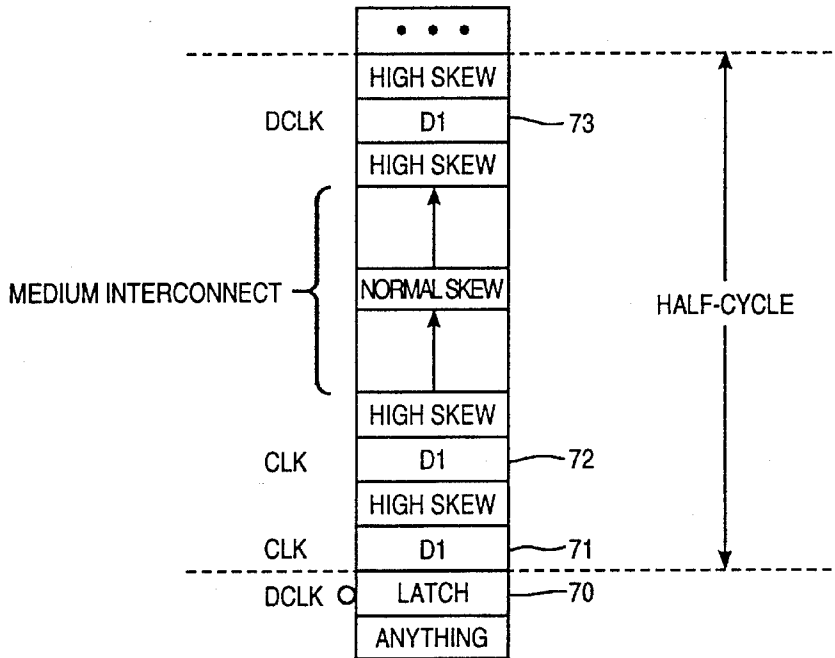 • • •
HIGH SKEW
DCLK D1 73
HIGH SKEW
MEDIUM INTERCONNECT NORMAL SKEW HALF-CYCLE
HIGH SKEW
CLK D1 72
HIGH SKEW
CLK D1 71
DCLK LATCH 70
ANYTHING